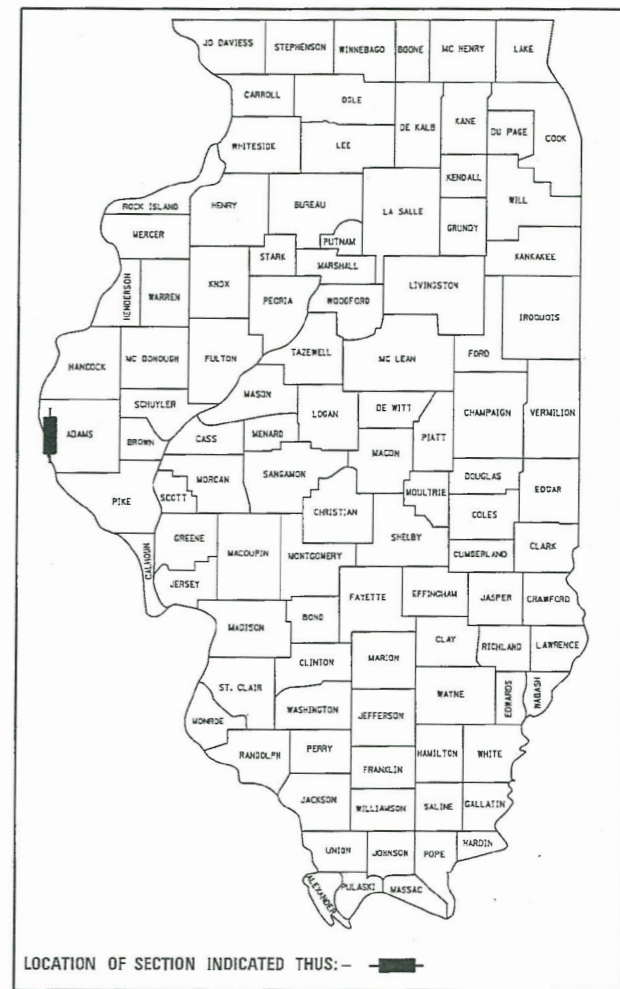 JO DAVIESS
STEPHENSON
WINNEBAGO
BOONE
MC HENRY
LAKE
CARROLL
OGLE
DE KALB
KANE
DU PAGE
COOK
WHITESIDE
LEE
KENDALL
ROCK ISLAND
HENRY
BUREAU
LA SALLE
WILL
MERCER
PUTNAM
GRUNDY
STARK
MARSHALL
KANKAKEE
HENDERSON
WARREN
KNOX
PEORIA
WOODFORD
LIVINGSTON
IROQUOIS
HANCOCK
MC DONOUGH
FULTON
TAZEWELL
MC LEAN
FORD
MASON
SCHUYLER
LOGAN
DE WITT
CHAMPAIGN
VERMILION
ADAMS
BROWN
CASS
MENARD
PIATT
MACON
SANGAMON
MORGAN
DOUGLAS
EDGAR
PIKE
SCOTT
MOULTRIE
COLES
CHRISTIAN
GREENE
SHELBY
CLARK
CALHOUN
MACOUPIN
MONTGOMERY
CUMBERLAND
JERSEY
FAYETTE
EFFINGHAM
JASPER
CRAWFORD
MADISON
BOND
CLAY
RICHLAND
LAWRENCE
CLINTON
MARION
ST. CLAIR
WAYNE
EDWARDS
WABASH
WASHINGTON
JEFFERSON
MONROE
RANDOLPH
PERRY
HAMILTON
WHITE
FRANKLIN
JACKSON
WILLIAMSON
SALINE
GALLATIN
UNION
JOHNSON
POPE
HARDIN
ALEXANDER
PULASKI
MASSAC
LOCATION OF SECTION INDICATED THUS:-